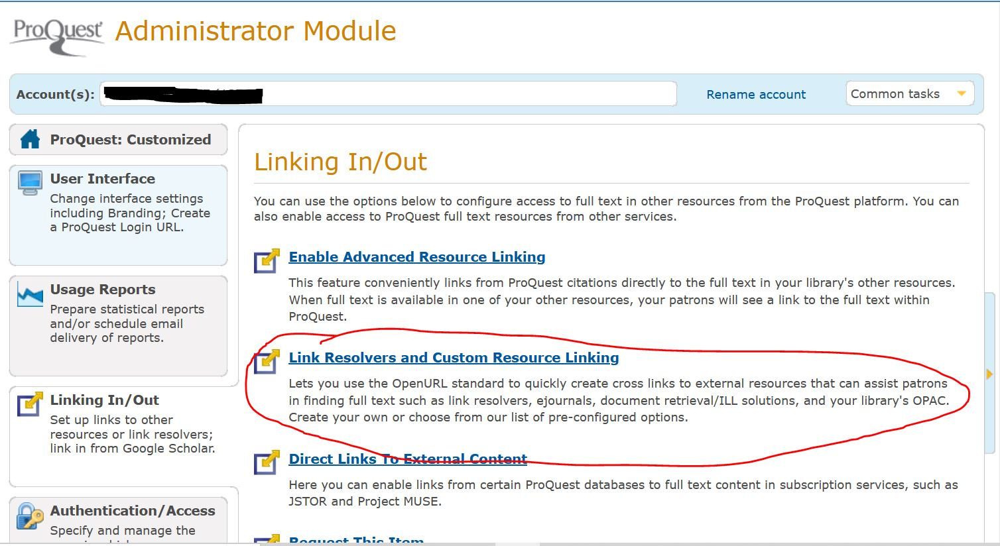 ProQuest Administrator Module
Account(s):
Rename account
Common tasks
ProQuest: Customized
User Interface
Change interface settings
including Branding; Create
a ProQuest Login URL.
Usage Reports
Prepare statistical reports
and/or schedule email
delivery of reports.
Linking In/Out
Set up links to other
resources or link resolvers;
link in from Google Scholar.
Authentication/Access
Specify and manage the
Linking In/Out
You can use the options below to configure access to full text in other resources from the ProQuest platform. You can
also enable access to ProQuest full text resources from other services.
Enable Advanced Resource Linking
This feature conveniently links from ProQuest citations directly to the full text in your library's other resources.
When full text is available in one of your other resources, your patrons will see a link to the full text within
ProQuest.
Link Resolvers and Custom Resource Linking
Lets you use the OpenURL standard to quickly create cross links to external resources that can assist patrons
in finding full text such as link resolvers, ejournals, document retrieval/ILL solutions, and your library's OPAC.
Create your own or choose from our list of pre-configured options.
Direct Links To External Content
Here you can enable links from certain ProQuest databases to full text content in subscription services, such as
JSTOR and Project MUSE.
Request This Item